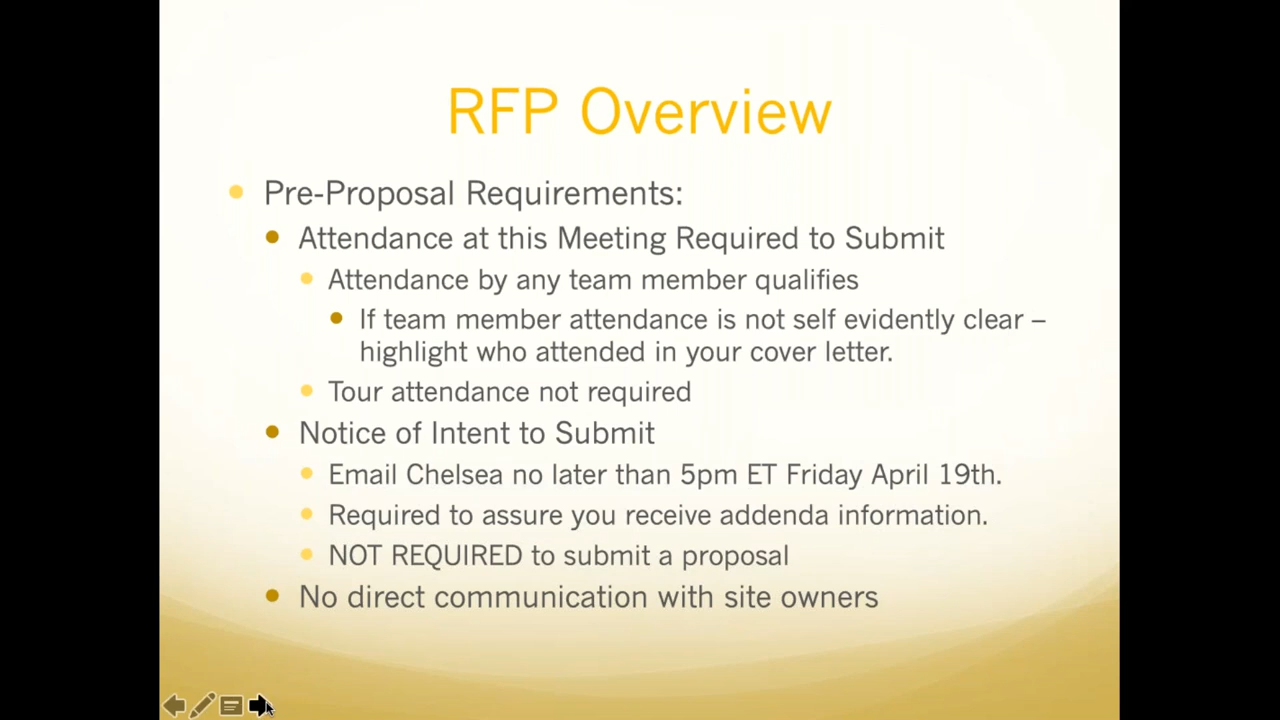 RFP Overview
Pre-Proposal Requirements:
Attendance at this Meeting Required to Submit
Attendance by any team member qualifies
If team member attendance is not self evidently clear –
highlight who attended in your cover letter.
Tour attendance not required
Notice of Intent to Submit
Email Chelsea no later than 5pm ET Friday April 19th.
Required to assure you receive addenda information.
NOT REQUIRED to submit a proposal
No direct communication with site owners